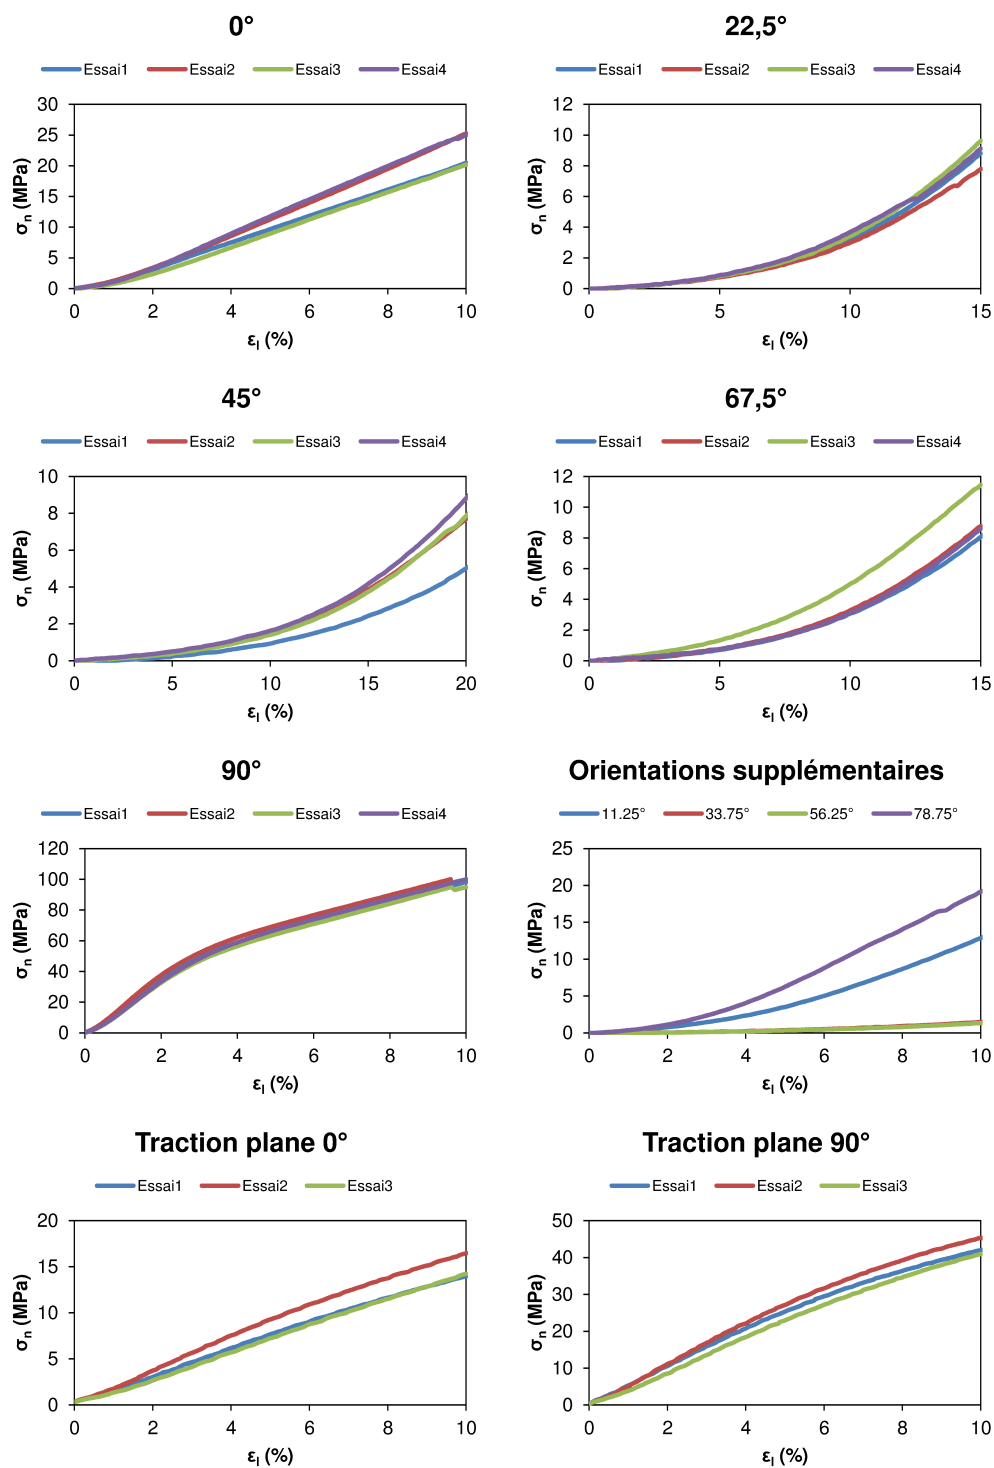 0°
Essai1 Essai2 Essai3 Essai4
30
25
20
15
10
5
0
0 2 4 6 8 10
σn (MPa)
εl (%)
22,5°
Essai1 Essai2 Essai3 Essai4
12
10
8
6
4
2
0
0 5 10 15
σn (MPa)
εl (%)
45°
Essai1 Essai2 Essai3 Essai4
10
8
6
4
2
0
0 5 10 15 20
σn (MPa)
εl (%)
67,5°
Essai1 Essai2 Essai3 Essai4
12
10
8
6
4
2
0
0 5 10 15
σn (MPa)
εl (%)
90°
Essai1 Essai2 Essai3 Essai4
120
100
80
60
40
20
0
0 2 4 6 8 10
σn (MPa)
εl (%)
Orientations supplémentaires
11.25° 33.75° 56.25° 78.75°
25
20
15
10
5
0
0 2 4 6 8 10
σn (MPa)
εl (%)
Traction plane 0°
Essai1 Essai2 Essai3
20
15
10
5
0
0 2 4 6 8 10
σn (MPa)
εl (%)
Traction plane 90°
Essai1 Essai2 Essai3
50
40
30
20
10
0
0 2 4 6 8 10
σn (MPa)
εl (%)